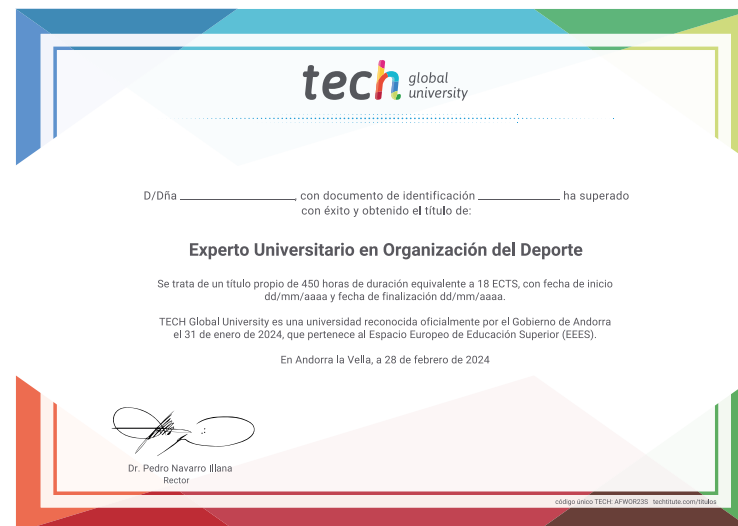 tech global university
D/Dña ____________________, con documento de identificación ______________ ha superado
con éxito y obtenido el título de:
Experto Universitario en Organización del Deporte
Se trata de un título propio de 450 horas de duración equivalente a 18 ECTS, con fecha de inicio
dd/mm/aaaa y fecha de finalización dd/mm/aaaa.
TECH Global University es una universidad reconocida oficialmente por el Gobierno de Andorra
el 31 de enero de 2024, que pertenece al Espacio Europeo de Educación Superior (EEES).
En Andorra la Vella, a 28 de febrero de 2024
Dr. Pedro Navarro Illana
Rector
código único TECH: AFWOR23S techtitute.com/titulos